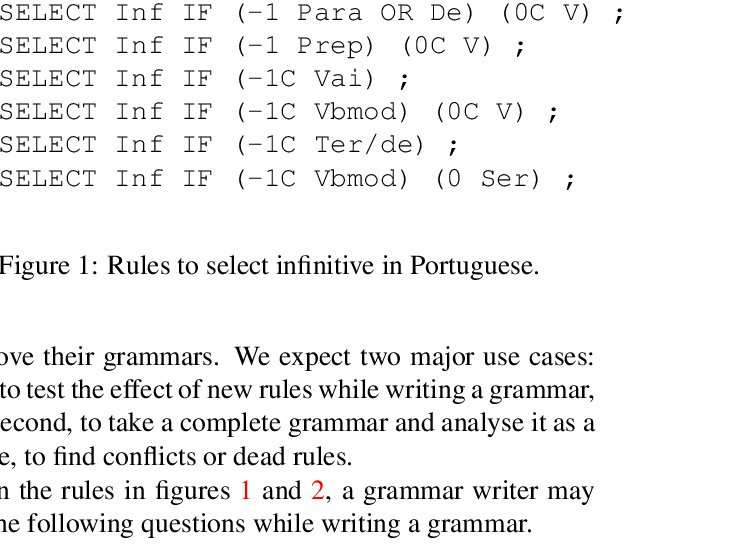 SELECT Inf IF (-1 Para OR De) (0C V) ;
SELECT Inf IF (-1 Prep) (0C V) ;
SELECT Inf IF (-1C Vai) ;
SELECT Inf IF (-1C Vbmod) (0C V) ;
SELECT Inf IF (-1C Ter/de) ;
SELECT Inf IF (-1C Vbmod) (0 Ser) ;
Figure 1: Rules to select infinitive in Portuguese.
ove their grammars. We expect two major use cases:
to test the effect of new rules while writing a grammar,
econd, to take a complete grammar and analyse it as a
e, to find conflicts or dead rules.
n the rules in figures 1 and 2, a grammar writer may
he following questions while writing a grammar.